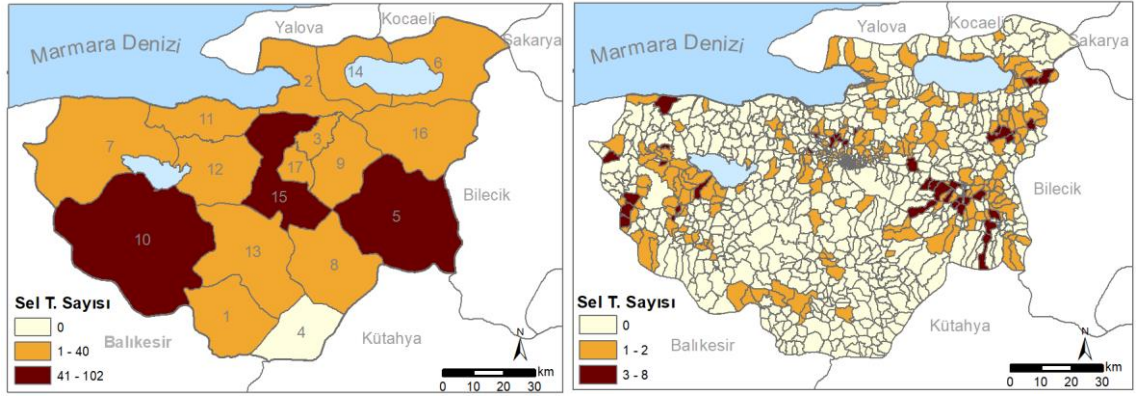 Marmara Denizi
Yalova
Kocaeli
Sakarya
14
6
2
11
3
16
7
12
17
9
15
10
5
Bilecik
13
8
1
4
Sel T. Sayısı
0
1 - 40
41 - 102
Balıkesir
Kütahya
N
km
0 10 20 30
Marmara Denizi
Yalova
Kocaeli
Sakarya
Bilecik
Sel T. Sayısı
0
1 - 2
3 - 8
Balıkesir
Kütahya
N
km
0 10 20 30